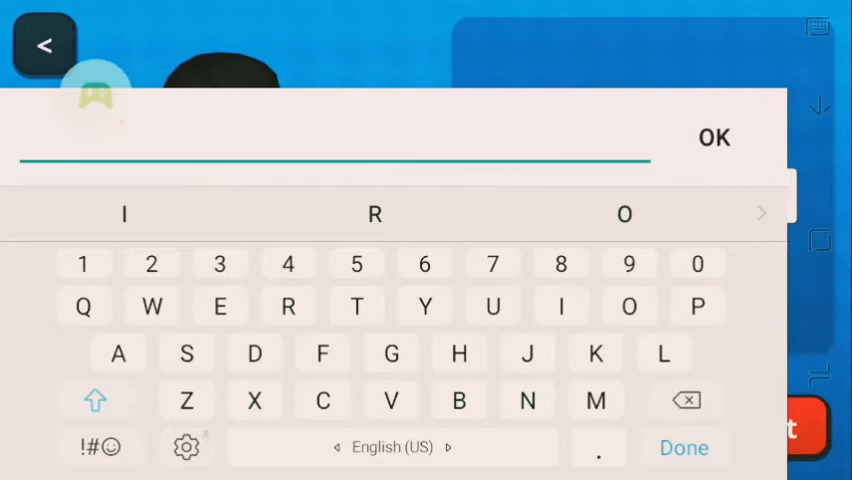 <
OK
I R O
1 2 3 4 5 6 7 8 9 0
Q W E R T Y U I O P
A S D F G H J K L
Z X C V B N M
!#☺ English (US) . Done
t